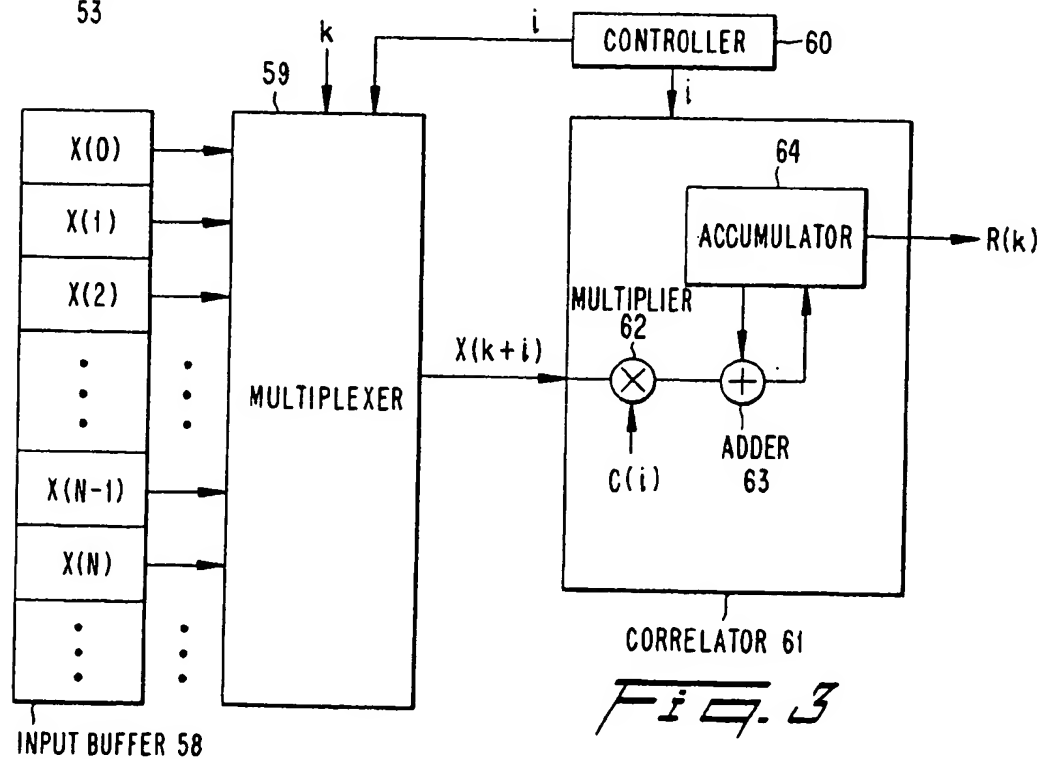 53
k
i
CONTROLLER
60
59
i
X(0)
64
X(1)
ACCUMULATOR
R(k)
X(2)
MULTIPLIER
62
X(k+i)
MULTIPLEXER
ADDER
63
C(i)
X(N-1)
X(N)
CORRELATOR 61
Fig. 3
INPUT BUFFER 58